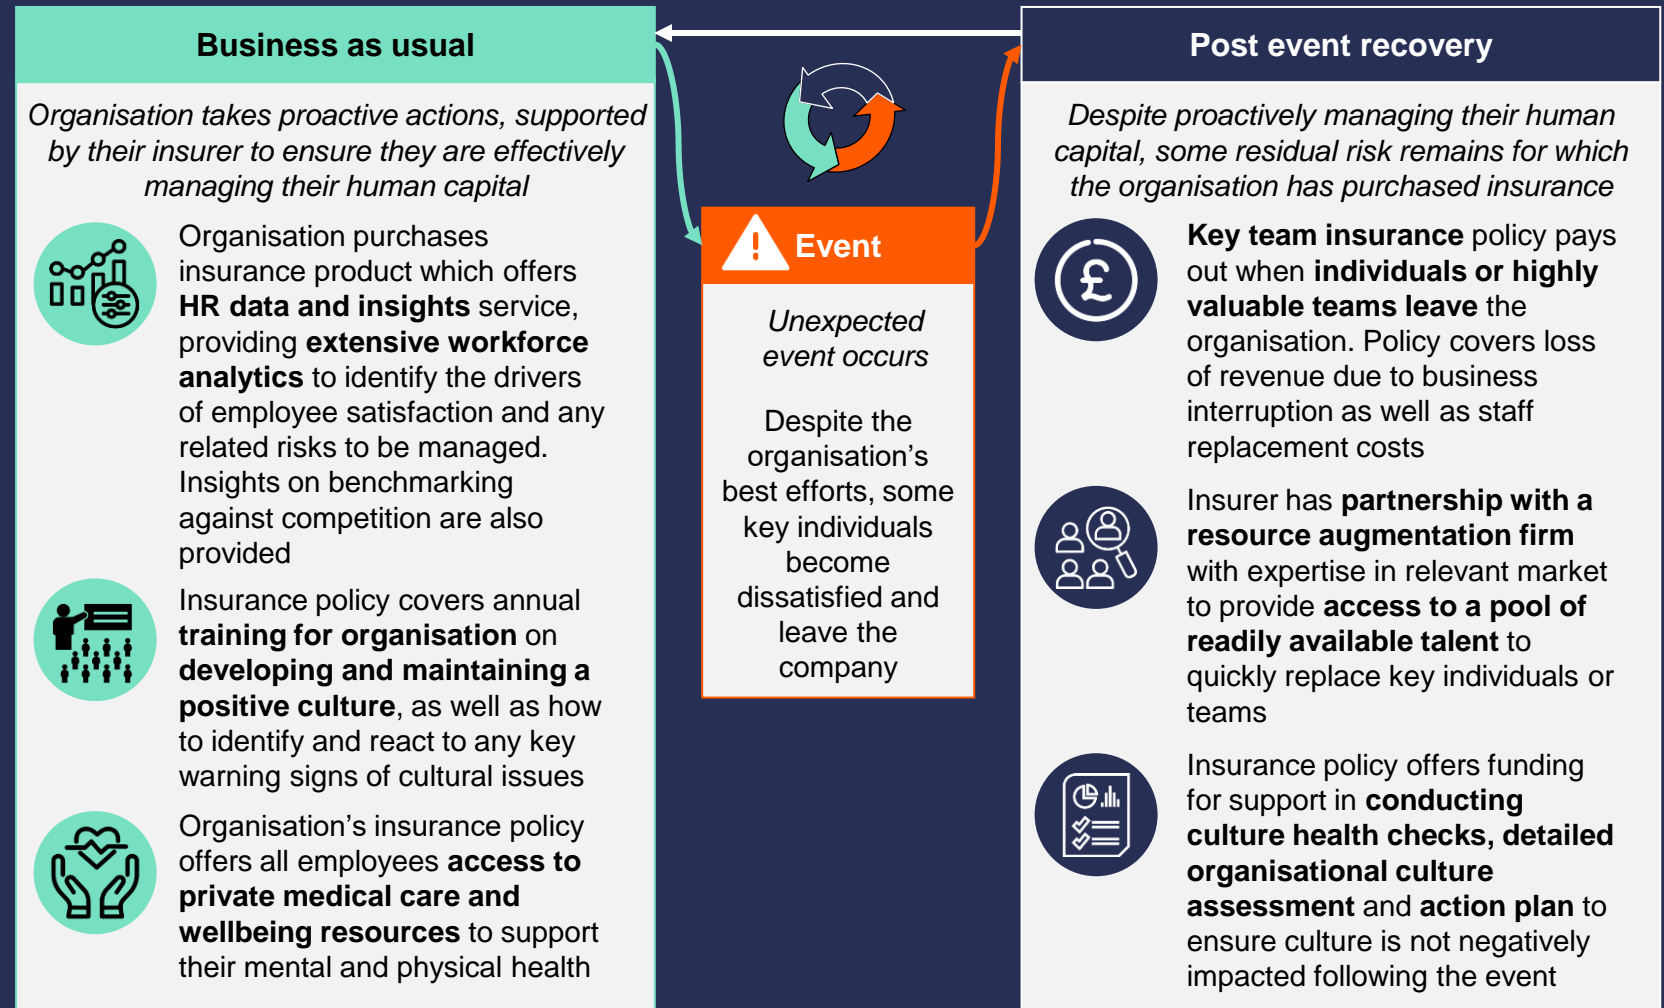 Business as usual
Organisation takes proactive actions, supported
by their insurer to ensure they are effectively
managing their human capital
Organisation purchases
insurance product which offers
HR data and insights service,
providing extensive workforce
analytics to identify the drivers
of employee satisfaction and any
related risks to be managed.
Insights on benchmarking
against competition are also
provided
Insurance policy covers annual
training for organisation on
developing and maintaining a
positive culture, as well as how
to identify and react to any key
warning signs of cultural issues
Organisation’s insurance policy
offers all employees access to
private medical care and
wellbeing resources to support
their mental and physical health
Event
Unexpected
event occurs
Despite the
organisation’s
best efforts, some
key individuals
become
dissatisfied and
leave the
company
Post event recovery
Despite proactively managing their human
capital, some residual risk remains for which
the organisation has purchased insurance
£
Key team insurance policy pays
out when individuals or highly
valuable teams leave the
organisation. Policy covers loss
of revenue due to business
interruption as well as staff
replacement costs
Insurer has partnership with a
resource augmentation firm
with expertise in relevant market
to provide access to a pool of
readily available talent to
quickly replace key individuals or
teams
Insurance policy offers funding
for support in conducting
culture health checks, detailed
organisational culture
assessment and action plan to
ensure culture is not negatively
impacted following the event